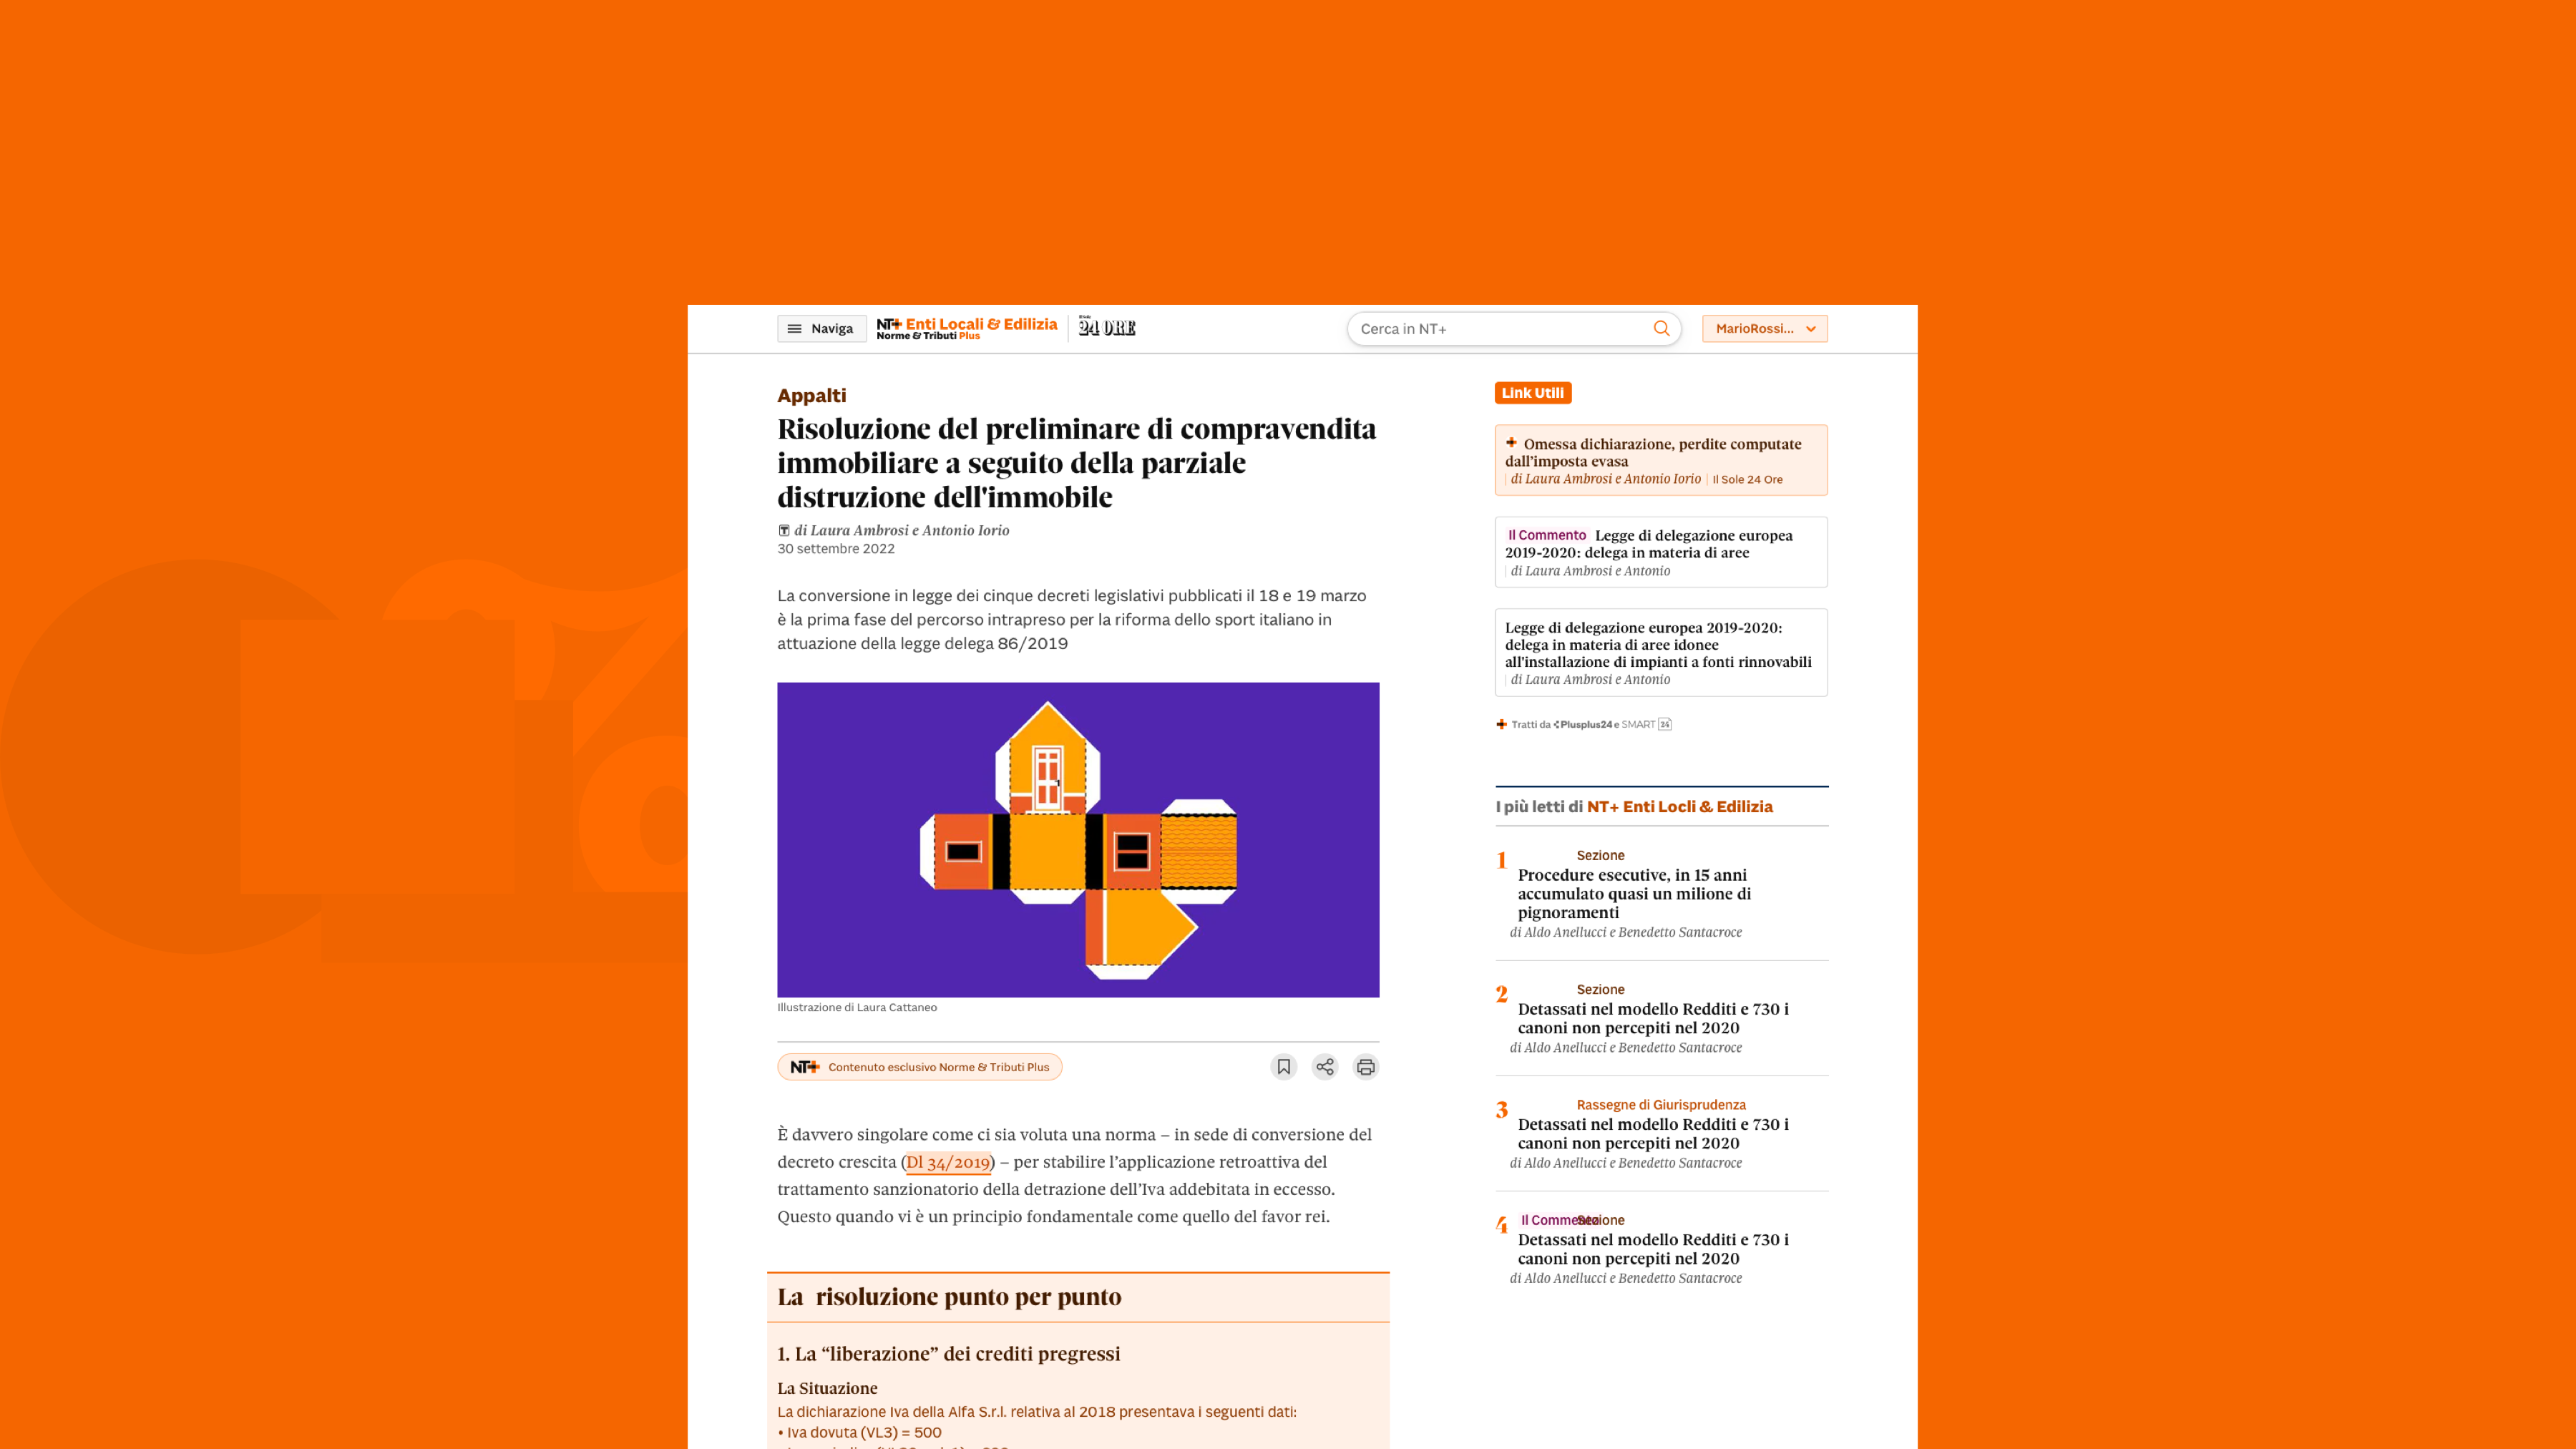 Naviga
NT+ Enti Locali & Edilizia
Norme & Tributi Plus
24 ORE
Cerca in NT+
MarioRossi...
Appalti
Risoluzione del preliminare di compravendita
immobiliare a seguito della parziale
distruzione dell'immobile
di Laura Ambrosi e Antonio Iorio
30 settembre 2022
La conversione in legge dei cinque decreti legislativi pubblicati il 18 e 19 marzo
è la prima fase del percorso intrapreso per la riforma dello sport italiano in
attuazione della legge delega 86/2019
Illustrazione di Laura Cattaneo
NT+ Contenuto esclusivo Norme & Tributi Plus
È davvero singolare come ci sia voluta una norma – in sede di conversione del
decreto crescita (Dl 34/2019) – per stabilire l’applicazione retroattiva del
trattamento sanzionatorio della detrazione dell’Iva addebitata in eccesso.
Questo quando vi è un principio fondamentale come quello del favor rei.
La risoluzione punto per punto
1. La “liberazione” dei crediti pregressi
La Situazione
La dichiarazione Iva della Alfa S.r.l. relativa al 2018 presentava i seguenti dati:
• Iva dovuta (VL3) = 500
Link Utili
Omessa dichiarazione, perdite computate
dall’imposta evasa
di Laura Ambrosi e Antonio Iorio | Il Sole 24 Ore
Il Commento Legge di delegazione europea
2019-2020: delega in materia di aree
di Laura Ambrosi e Antonio
Legge di delegazione europea 2019-2020:
delega in materia di aree idonee
all'installazione di impianti a fonti rinnovabili
di Laura Ambrosi e Antonio
Tratti da Plusplus24 e SMART 24
I più letti di NT+ Enti Locli & Edilizia
1 Sezione
Procedure esecutive, in 15 anni
accumulato quasi un milione di
pignoramenti
di Aldo Anellucci e Benedetto Santacroce
2 Sezione
Detassati nel modello Redditi e 730 i
canoni non percepiti nel 2020
di Aldo Anellucci e Benedetto Santacroce
3 Rassegne di Giurisprudenza
Detassati nel modello Redditi e 730 i
canoni non percepiti nel 2020
di Aldo Anellucci e Benedetto Santacroce
4 Il Commento Sezione
Detassati nel modello Redditi e 730 i
canoni non percepiti nel 2020
di Aldo Anellucci e Benedetto Santacroce